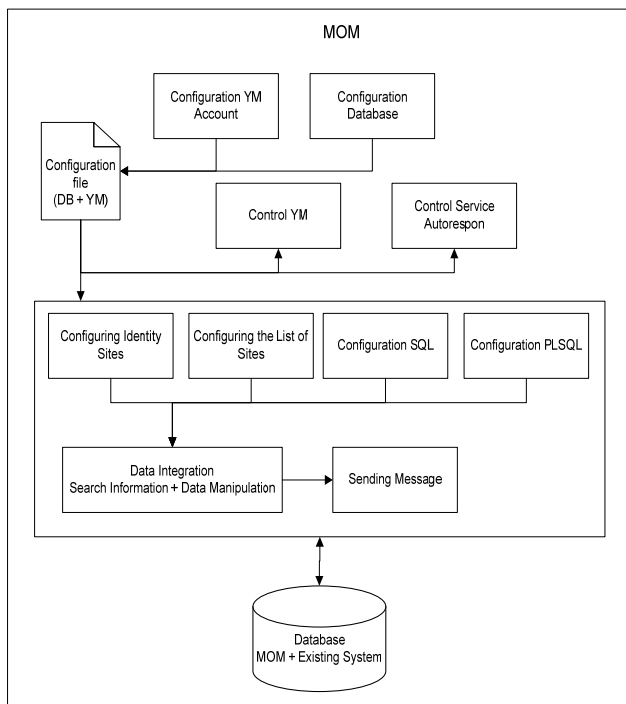 MOM
Configuration YM
Account
Configuration
Database
Configuration
file
(DB + YM)
Control YM
Control Service
Autorespon
Configuring Identity
Sites
Configuring the List of
Sites
Configuration SQL
Configuration PLSQL
Data Integration
Search Information + Data Manipulation
Sending Message
Database
MOM + Existing System